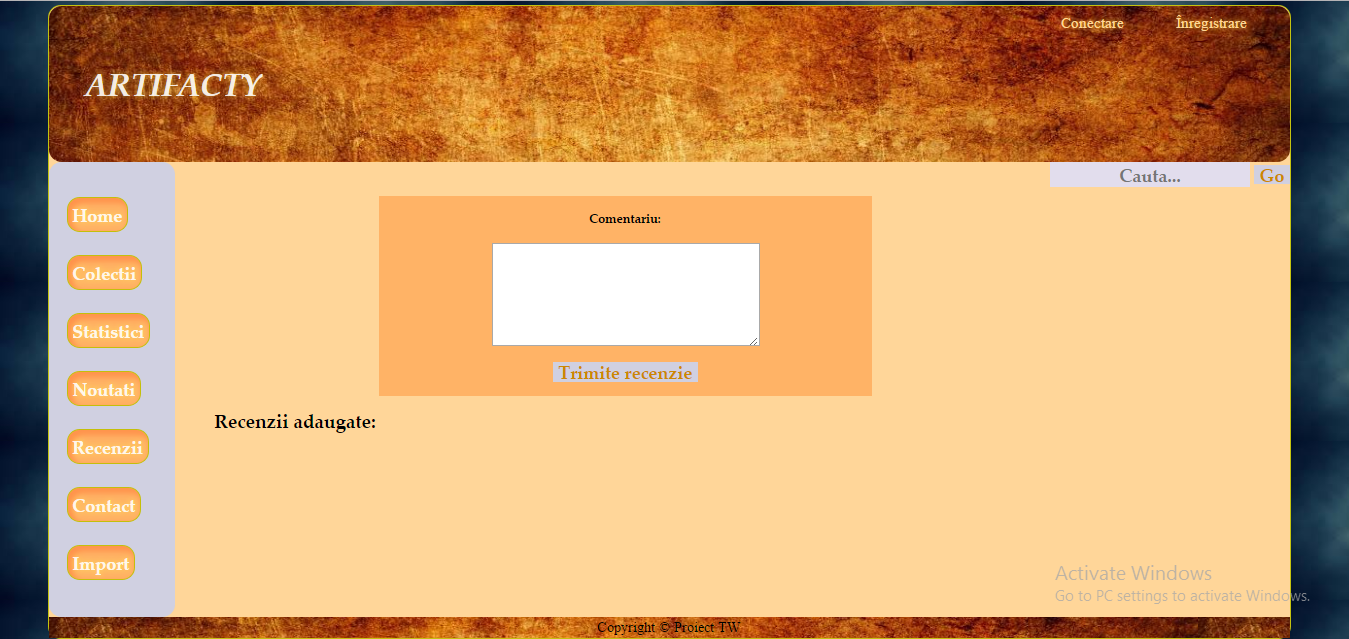 Conectare Înregistrare
ARTIFACTY
Cauta... Go
Home
Colectii
Statistici
Noutati
Recenzii
Contact
Import
Comentariu:
Trimite recenzie
Recenzii adaugate:
Activate Windows
Go to PC settings to activate Windows.
Copyright © Proiect TW